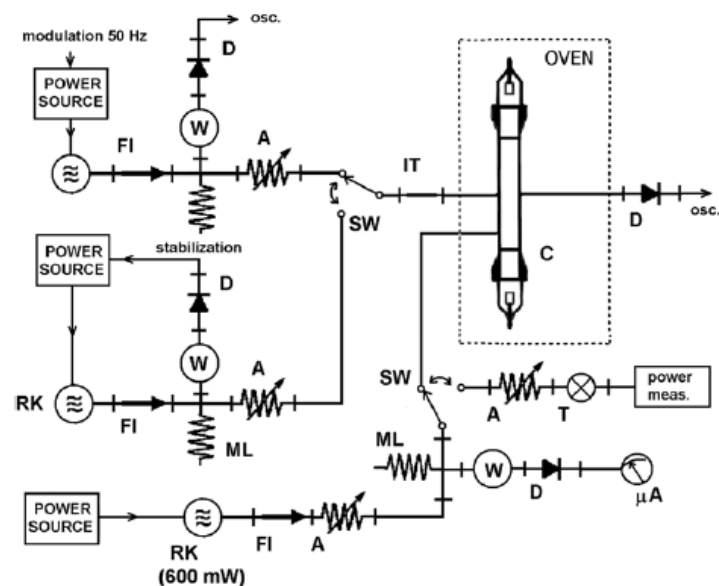 modulation 50 Hz
osc.
D
POWER
SOURCE
W
FI
A
IT
OVEN
SW
D
osc.
C
POWER
SOURCE
stabilization
D
W
A
RK
FI
ML
SW
A
T
power
meas.
ML
W
D
μA
POWER
SOURCE
RK
(600 mW)
FI
A